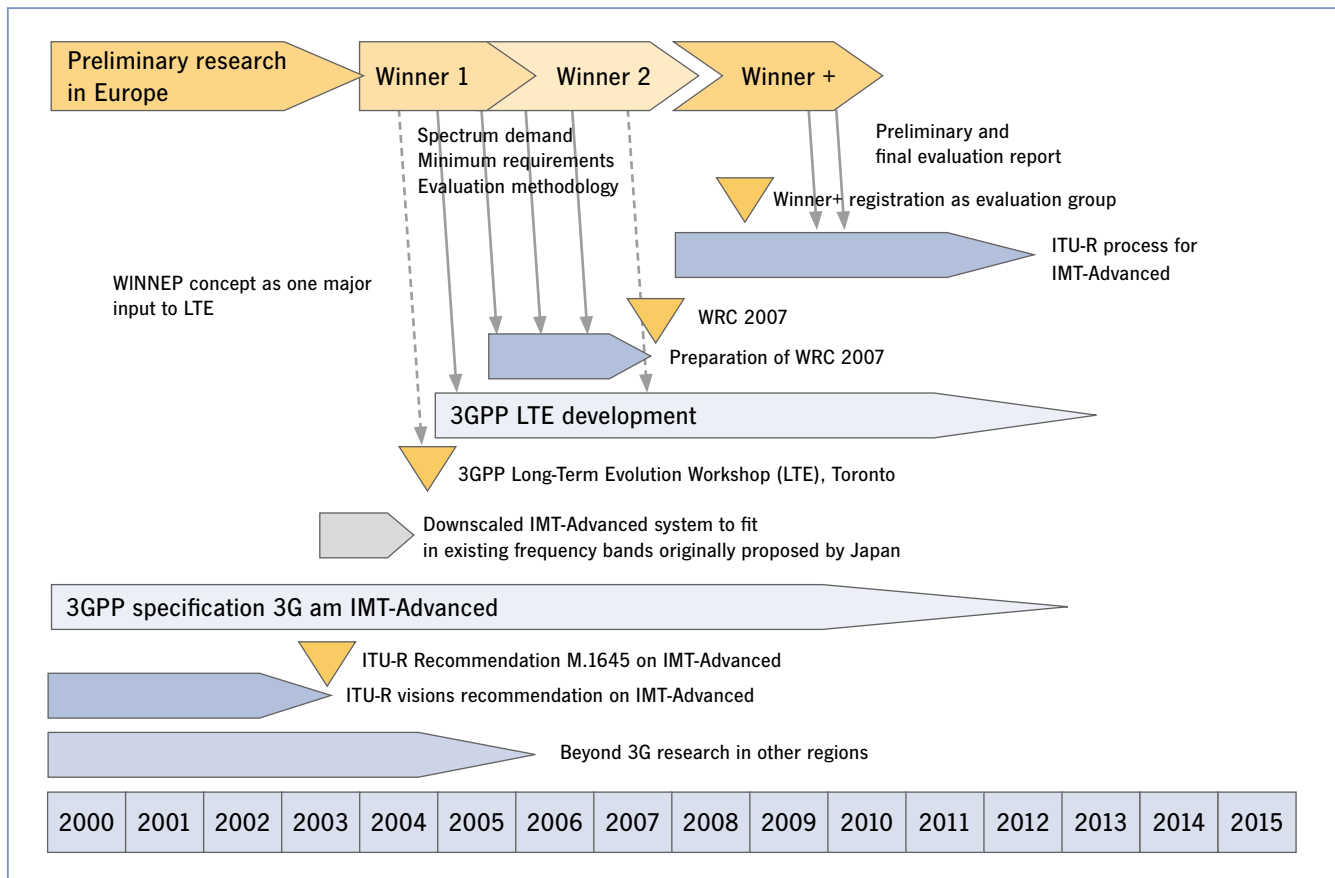 Preliminary research
in Europe
Winner 1
Winner 2
Winner +
Spectrum demand
Minimum requirements
Evaluation methodology
Preliminary and
final evaluation report
Winner+ registration as evaluation group
ITU-R process for
IMT-Advanced
WINNEP concept as one major
input to LTE
WRC 2007
Preparation of WRC 2007
3GPP LTE development
3GPP Long-Term Evolution Workshop (LTE), Toronto
Downscaled IMT-Advanced system to fit
in existing frequency bands originally proposed by Japan
3GPP specification 3G am IMT-Advanced
ITU-R Recommendation M.1645 on IMT-Advanced
ITU-R visions recommendation on IMT-Advanced
Beyond 3G research in other regions
2000 2001 2002 2003 2004 2005 2006 2007 2008 2009 2010 2011 2012 2013 2014 2015